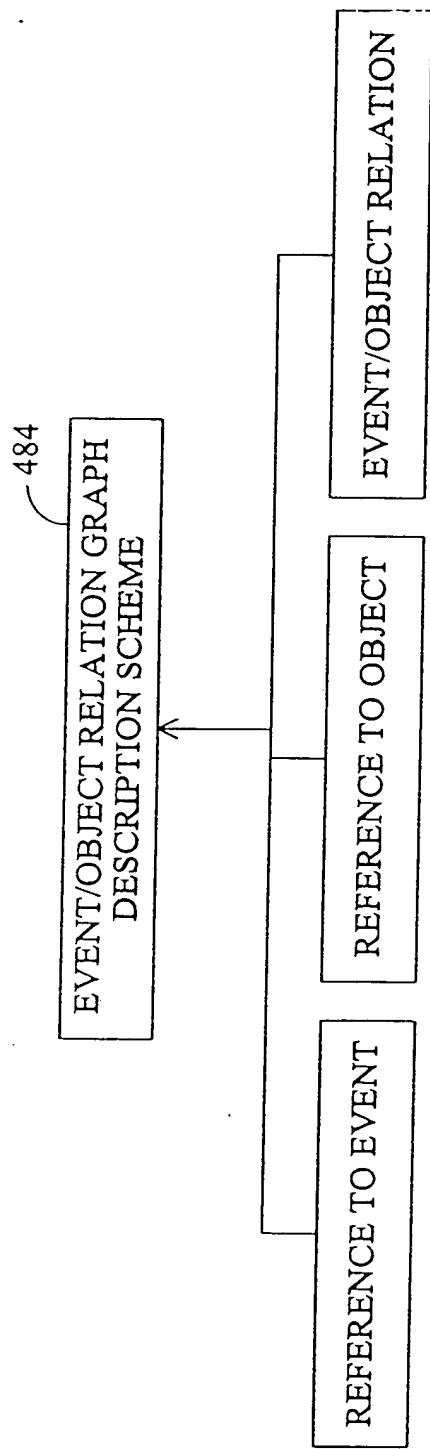 484
EVENT/OBJECT RELATION GRAPH
DESCRIPTION SCHEME
REFERENCE TO EVENT
REFERENCE TO OBJECT
EVENT/OBJECT RELATION